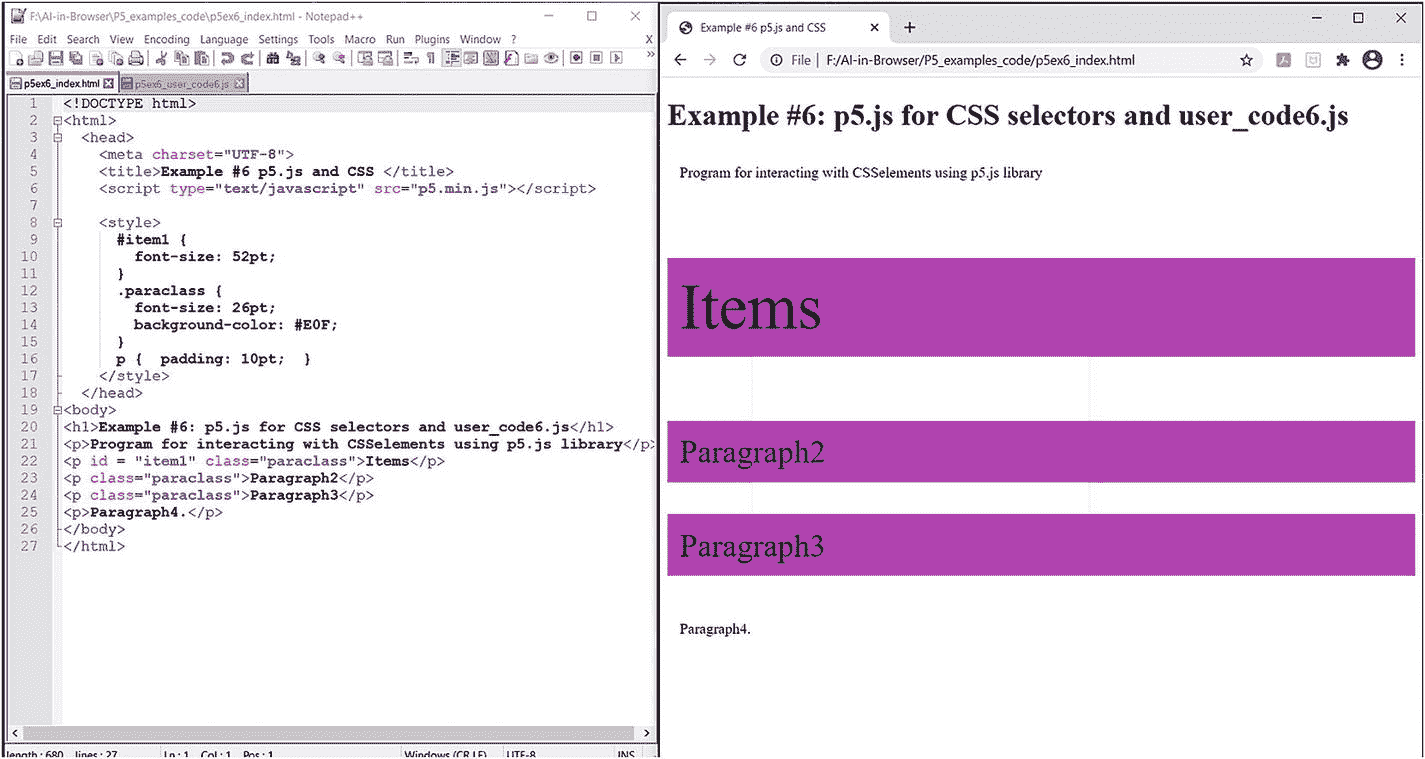 F:\AI-in-Browser\P5_examples_code\p5ex6_index.html - Notepad++
File Edit Search View Encoding Language Settings Tools Macro Run Plugins Window ? X
p5ex6_index.html p5ex6_user_code6.js
1 <!DOCTYPE html>
2 <html>
3 <head>
4 <meta charset="UTF-8">
5 <title>Example #6 p5.js and CSS </title>
6 <script type="text/javascript" src="p5.min.js"></script>
7
8 <style>
9 #item1 {
10 font-size: 52pt;
11 }
12 .paraclass {
13 font-size: 26pt;
14 background-color: #E0F;
15 }
16 p { padding: 10pt; }
17 </style>
18 </head>
19 <body>
20 <h1>Example #6: p5.js for CSS selectors and user_code6.js</h1>
21 <p>Program for interacting with CSSelements using p5.js library</p>
22 <p id = "item1" class="paraclass">Items</p>
23 <p class="paraclass">Paragraph2</p>
24 <p class="paraclass">Paragraph3</p>
25 <p>Paragraph4.</p>
26 </body>
27 </html>
length : 680 lines : 27 Ln : 1 Col : 1 Pos : 1 Windows (CR LF) UTF-8 INS
Example #6 p5.js and CSS
File F:/AI-in-Browser/P5_examples_code/p5ex6_index.html
Example #6: p5.js for CSS selectors and user_code6.js
Program for interacting with CSSelements using p5.js library
Items
Paragraph2
Paragraph3
Paragraph4.